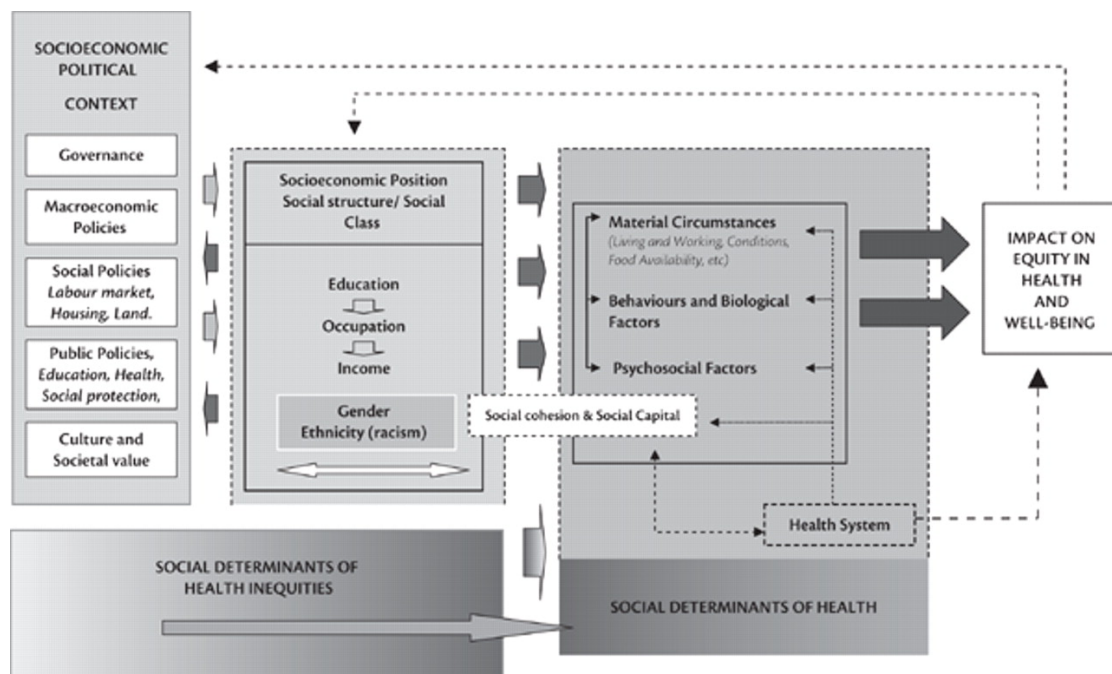 SOCIOECONOMIC
POLITICAL
CONTEXT
Governance
Macroeconomic
Policies
Social Policies
Labour market,
Housing, Land.
Public Policies,
Education, Health,
Social protection,
Culture and
Societal value
Socioeconomic Position
Social structure/ Social
Class
Education
Occupation
Income
Gender
Ethnicity (racism)
Social cohesion & Social Capital
Material Circumstances
(Living and Working, Conditions,
Food Availability, etc)
Behaviours and Biological
Factors
Psychosocial Factors
Health System
IMPACT ON
EQUITY IN
HEALTH
AND
WELL-BEING
SOCIAL DETERMINANTS OF
HEALTH INEQUITIES
SOCIAL DETERMINANTS OF HEALTH